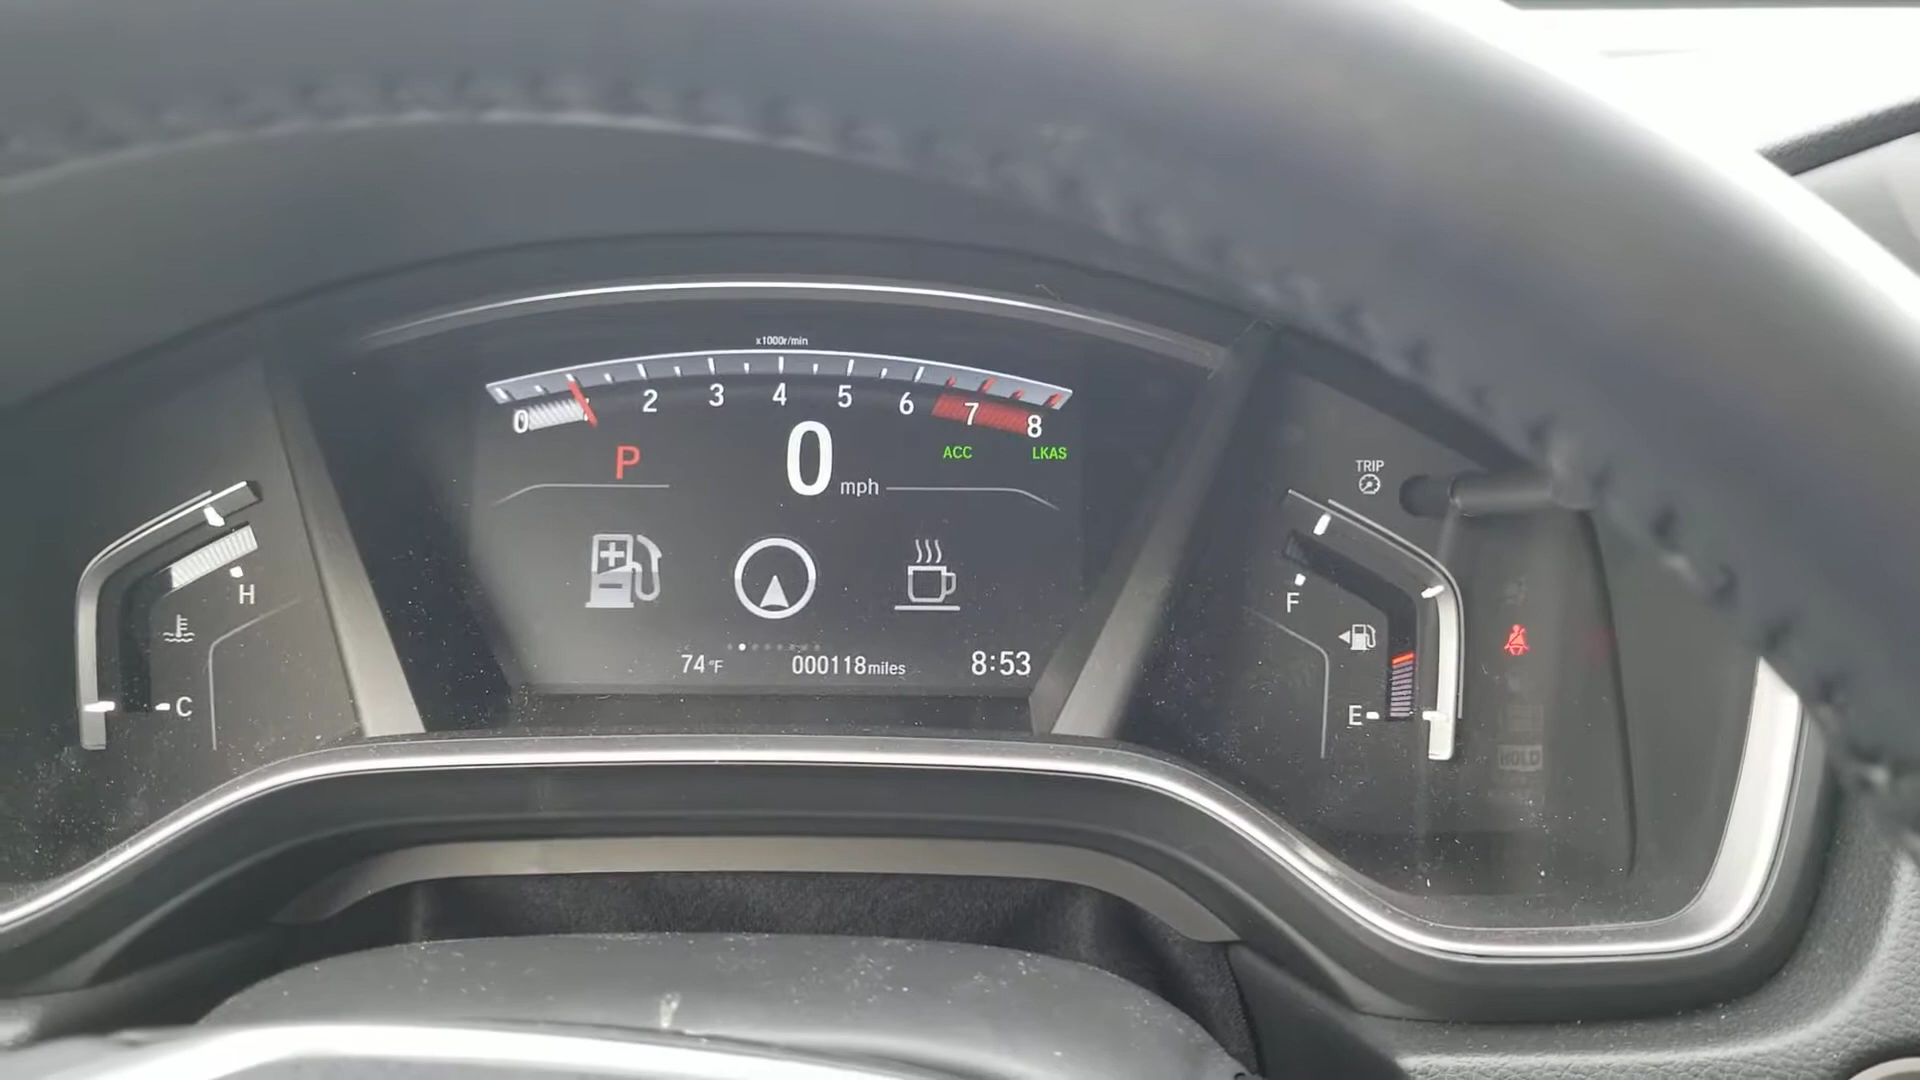 x1000r/min
0 2 3 4 5 6 7 8
P
0 mph
ACC LKAS
TRIP
H
C
F
E
74°F
000118miles
8:53
HOLD